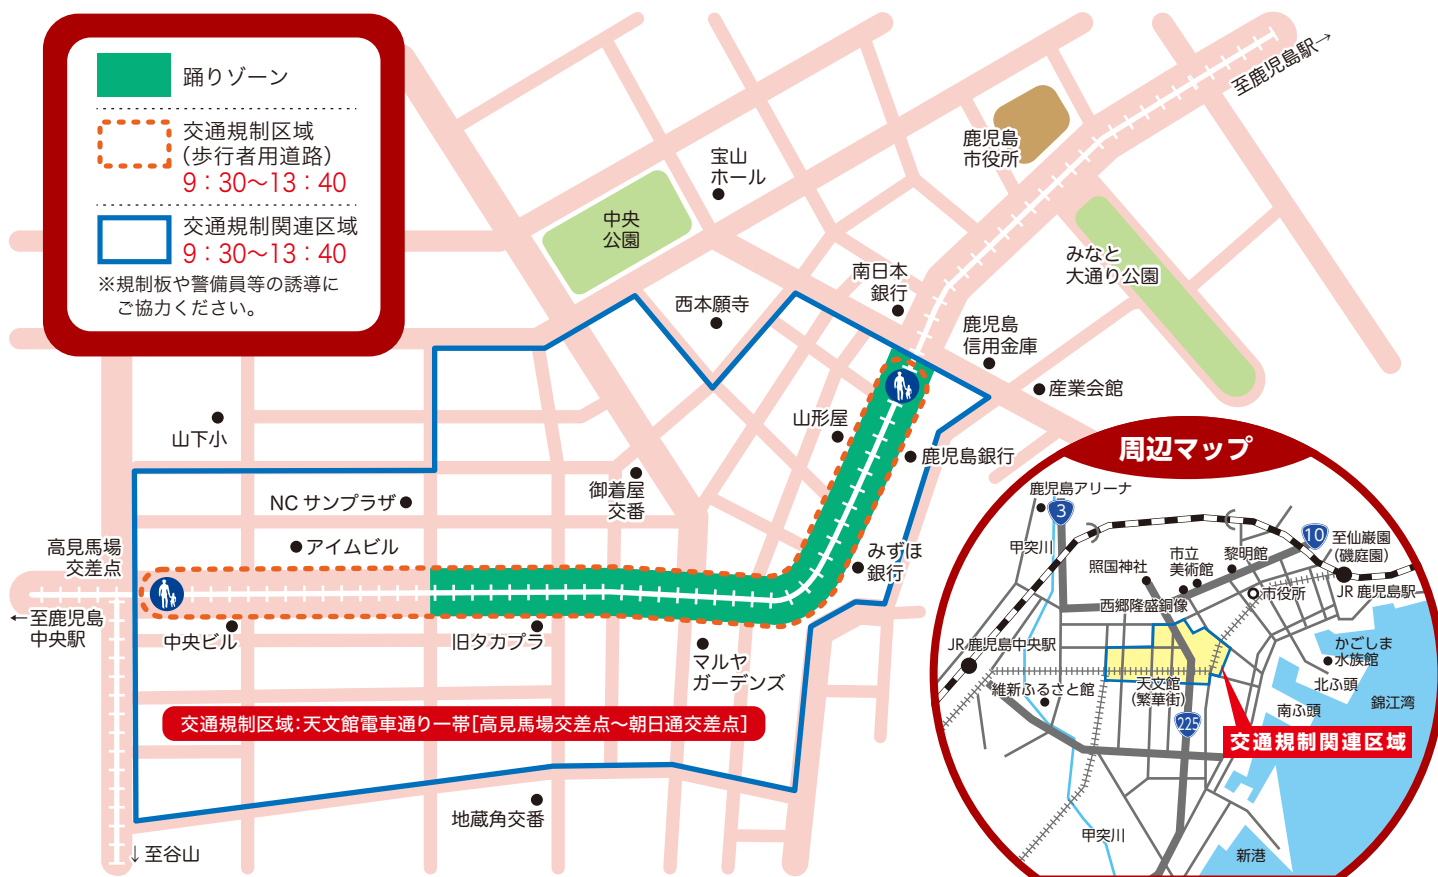 踊りゾーン
交通規制区域
(歩行者用道路)
9：30〜13：40
交通規制関連区域
9：30〜13：40
※規制板や警備員等の誘導に
ご協力ください。
至鹿児島駅→
鹿児島
市役所
宝山
ホール
中央
公園
みなと
大通り公園
南日本
銀行
西本願寺
鹿児島
信用金庫
産業会館
山形屋
山下小
鹿児島銀行
御着屋
交番
NCサンプラザ
アイムビル
高見馬場
交差点
みずほ
銀行
←至鹿児島
中央駅
中央ビル
旧タカプラ
マルヤ
ガーデンズ
交通規制区域：天文館電車通り一帯[高見馬場交差点〜朝日通交差点]
地蔵角交番
↓至谷山
周辺マップ
鹿児島アリーナ
3
10
甲突川
至仙巌園
(磯庭園)
市立
美術館
黎明館
照国神社
JR鹿児島駅
市役所
西郷隆盛銅像
JR鹿児島中央駅
かごしま
水族館
維新ふるさと館
天文館
(繁華街)
北ふ頭
錦江湾
南ふ頭
225
交通規制関連区域
甲突川
新港